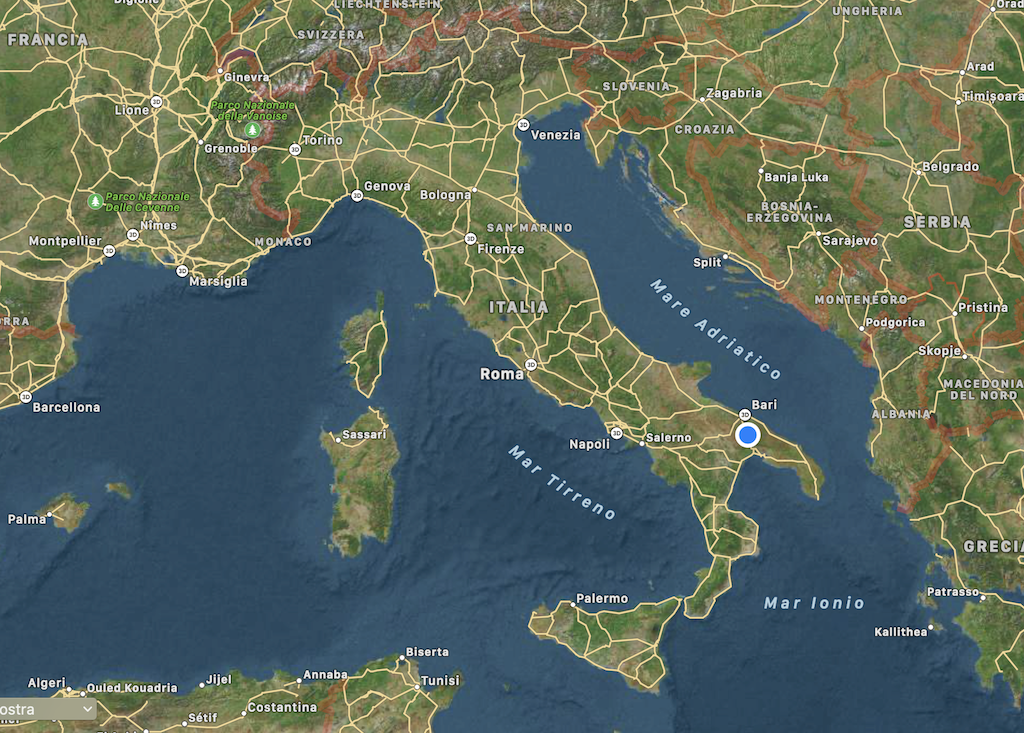 LIECHTENSTEIN
UNGHERIA
FRANCIA
SVIZZERA
Ginevra
Arad
SLOVENIA
Zagabria
Timișoara
Lione
3D
Parco Nazionale
della Vanoise
CROAZIA
3D
Venezia
Grenoble
3D
Torino
Belgrado
Banja Luka
3D
Genova
Bologna
Parco Nazionale
Delle Cevenne
BOSNIA-
ERZEGOVINA
SERBIA
Nîmes
3D
SAN MARINO
Montpellier
3D
MONACO
3D
Firenze
Sarajevo
Split
3D
Marsiglia
Mare Adriatico
MONTENEGRO
ITALIA
Pristina
Podgorica
Skopje
3D
Roma
MACEDONIA
DEL NORD
3D
Barcellona
Bari
3D
ALBANIA
Sassari
3D
Napoli
Salerno
Mar Tirreno
Palma
GRECIA
Patrasso
Palermo
Mar Ionio
Kallithea
Biserta
Algeri
Ouled Kouadria
Jijel
Annaba
Tunisi
ostra
Costantina
Sétif